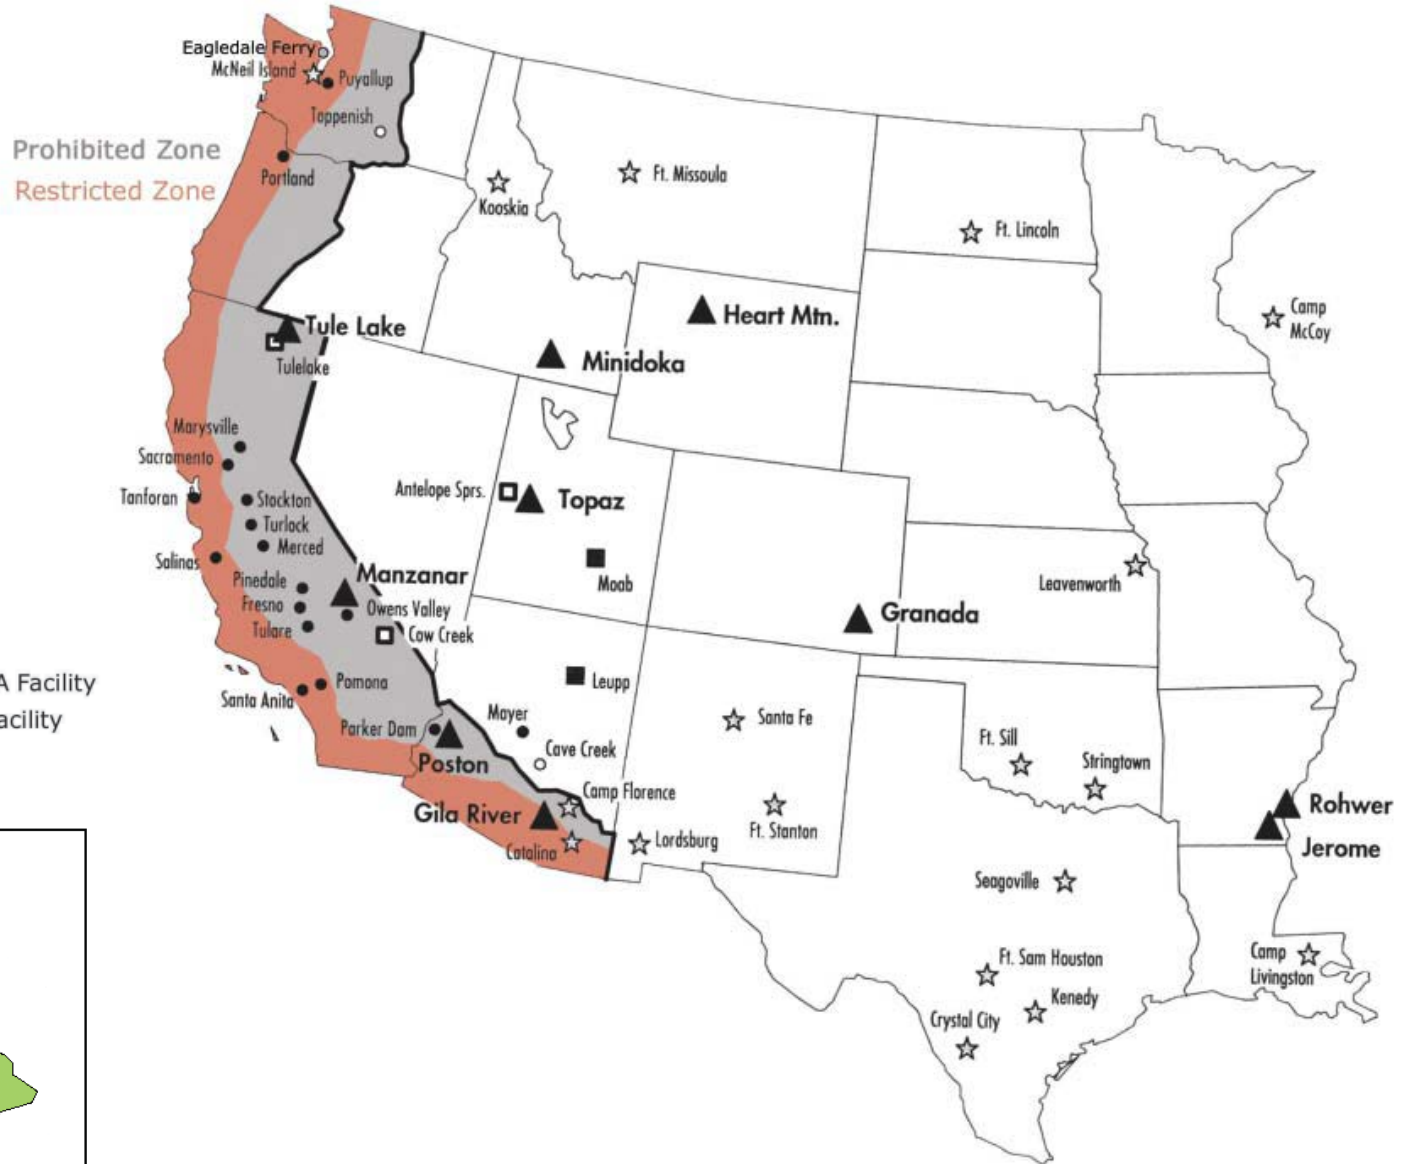 Eagledale Ferry
McNeil Island
Puyallup
Toppenish
Prohibited Zone
Restricted Zone
Portland
Kooskia
Ft. Missoula
Ft. Lincoln
Camp
McCoy
Heart Mtn.
Tule Lake
Tulelake
Minidoka
Marysville
Sacramento
Tanforan
Stockton
Turlock
Merced
Salinas
Antelope Sprs.
Topaz
Moab
Manzanar
Pinedale
Fresno
Tulare
Owens Valley
Cow Creek
Leavenworth
Granada
A Facility
acility
Leupp
Pomona
Santa Anita
Parker Dam
Mayer
Cave Creek
Santa Fe
Poston
Camp Florence
Gila River
Catalina
Lordsburg
Ft. Stanton
Ft. Sill
Stringtown
Rohwer
Jerome
Seagoville
Ft. Sam Houston
Kenedy
Crystal City
Camp
Livingston